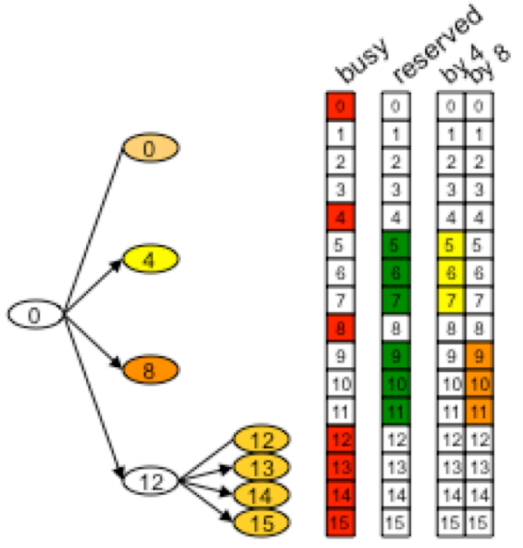 busy reserved by 4 by 8
0 0 0 0
1 1 1 1
0
2 2 2 2
3 3 3 3
4 4 4 4
4
5 5 5 5
6 6 6 6
0
7 7 7 7
8 8 8 8
8
9 9 9 9
10 10 10 10
11 11 11 11
12
12 12 12 12
12
13
13 13 13 13
14
14 14 14 14
15
15 15 15 15